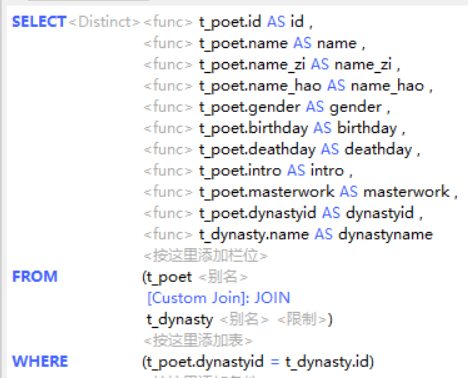 SELECT <Distinct> <func> t_poet.id AS id ,
<func> t_poet.name AS name ,
<func> t_poet.name_zi AS name_zi ,
<func> t_poet.name_hao AS name_hao ,
<func> t_poet.gender AS gender ,
<func> t_poet.birthday AS birthday ,
<func> t_poet.deathday AS deathday ,
<func> t_poet.intro AS intro ,
<func> t_poet.masterwork AS masterwork ,
<func> t_poet.dynastyid AS dynastyid ,
<func> t_dynasty.name AS dynastyname
<按这里添加栏位>
FROM (t_poet <别名>
[Custom Join]: JOIN
t_dynasty <别名> <限制>)
<按这里添加表>
WHERE (t_poet.dynastyid = t_dynasty.id)